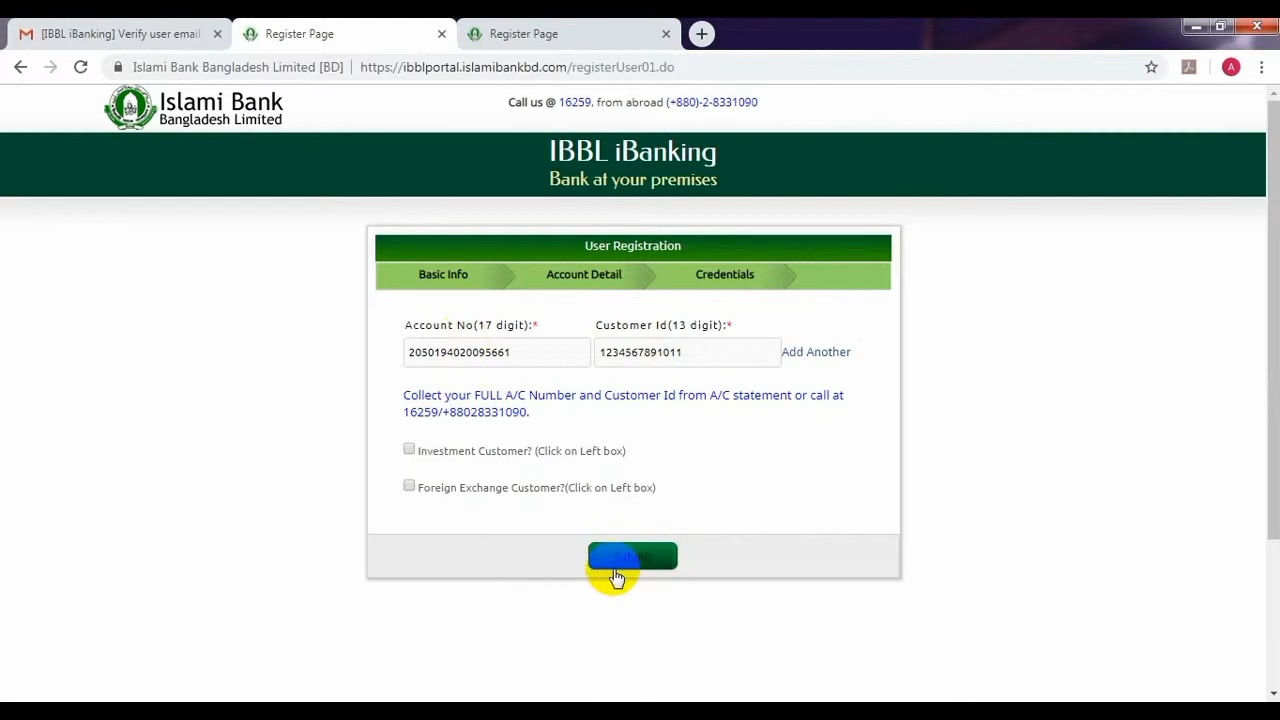 [IBBL iBanking] Verify user email
Register Page
Register Page
Islami Bank Bangladesh Limited [BD]
https://ibblportal.islamibankbd.com/registerUser01.do
A
Islami Bank
Bangladesh Limited
Call us @ 16259, from abroad (+880)-2-8331090
IBBL iBanking
Bank at your premises
User Registration
Basic Info
Account Detail
Credentials
Account No(17 digit):*
Customer Id(13 digit):*
2050194020095661
1234567891011
Add Another
Collect your FULL A/C Number and Customer Id from A/C statement or call at
16259/+88028331090.
Investment Customer? (Click on Left box)
Foreign Exchange Customer?(Click on Left box)
Submit